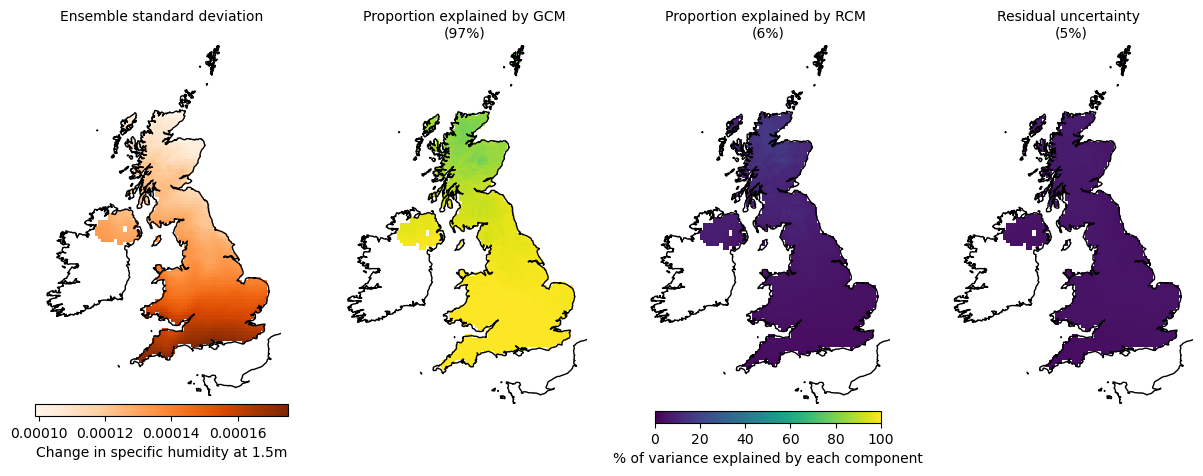 Ensemble standard deviation
Proportion explained by GCM
(97%)
Proportion explained by RCM
(6%)
Residual uncertainty
(5%)
0.00010 0.00012 0.00014 0.00016
Change in specific humidity at 1.5m
0 20 40 60 80 100
% of variance explained by each component